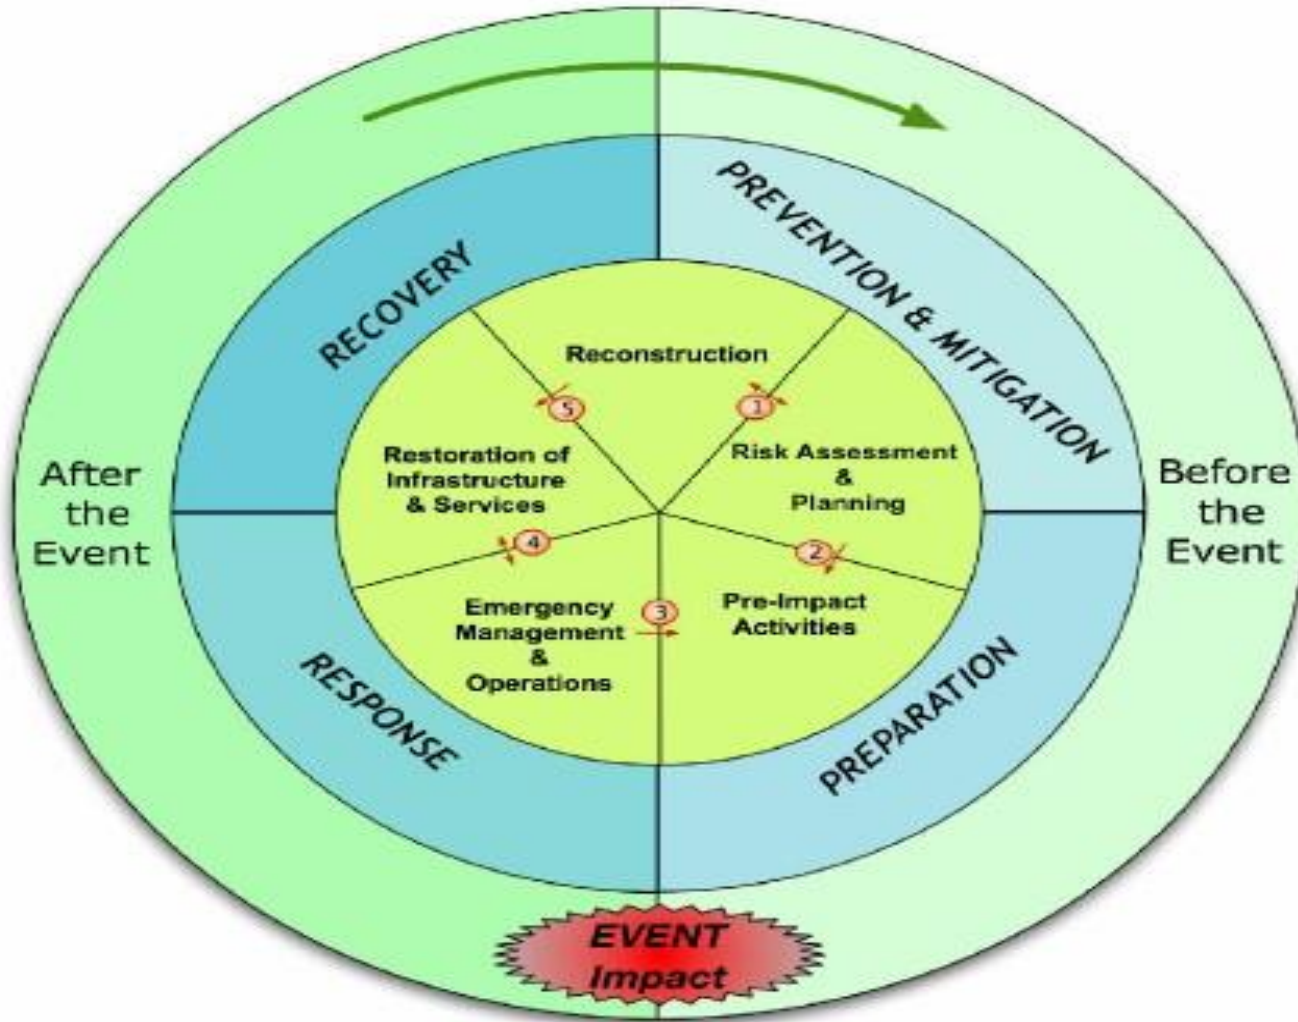 RECOVERY
PREVENTION & MITIGATION
Reconstruction
5
1
After
the
Event
Restoration of
Infrastructure
& Services
Risk Assessment
&
Planning
Before
the
Event
4
2
3
Emergency
Management
&
Operations
Pre-Impact
Activities
RESPONSE
PREPARATION
EVENT
Impact